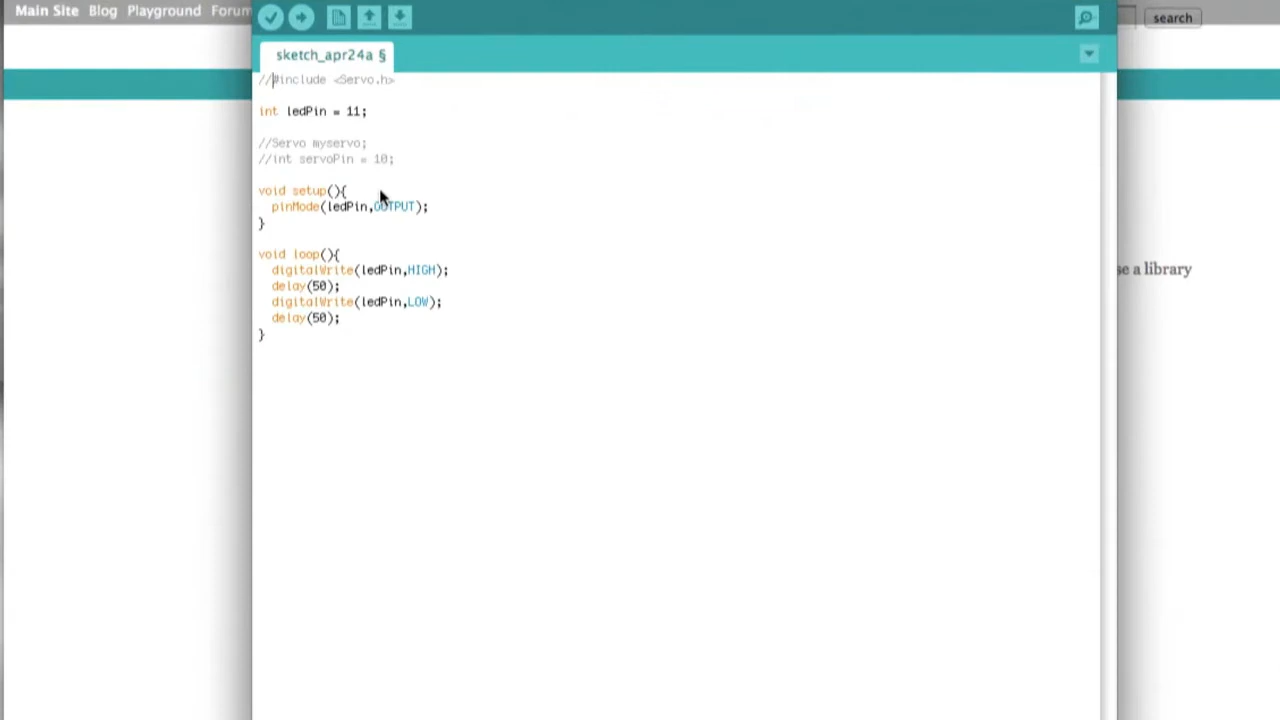 Main Site Blog Playground Forum
search
sketch_apr24a §
//#include <Servo.h>
int ledPin = 11;
//Servo myservo;
//int servoPin = 10;
void setup(){
pinMode(ledPin,OUTPUT);
}
void loop(){
digitalWrite(ledPin,HIGH);
delay(50);
digitalWrite(ledPin,LOW);
delay(50);
}
se a library